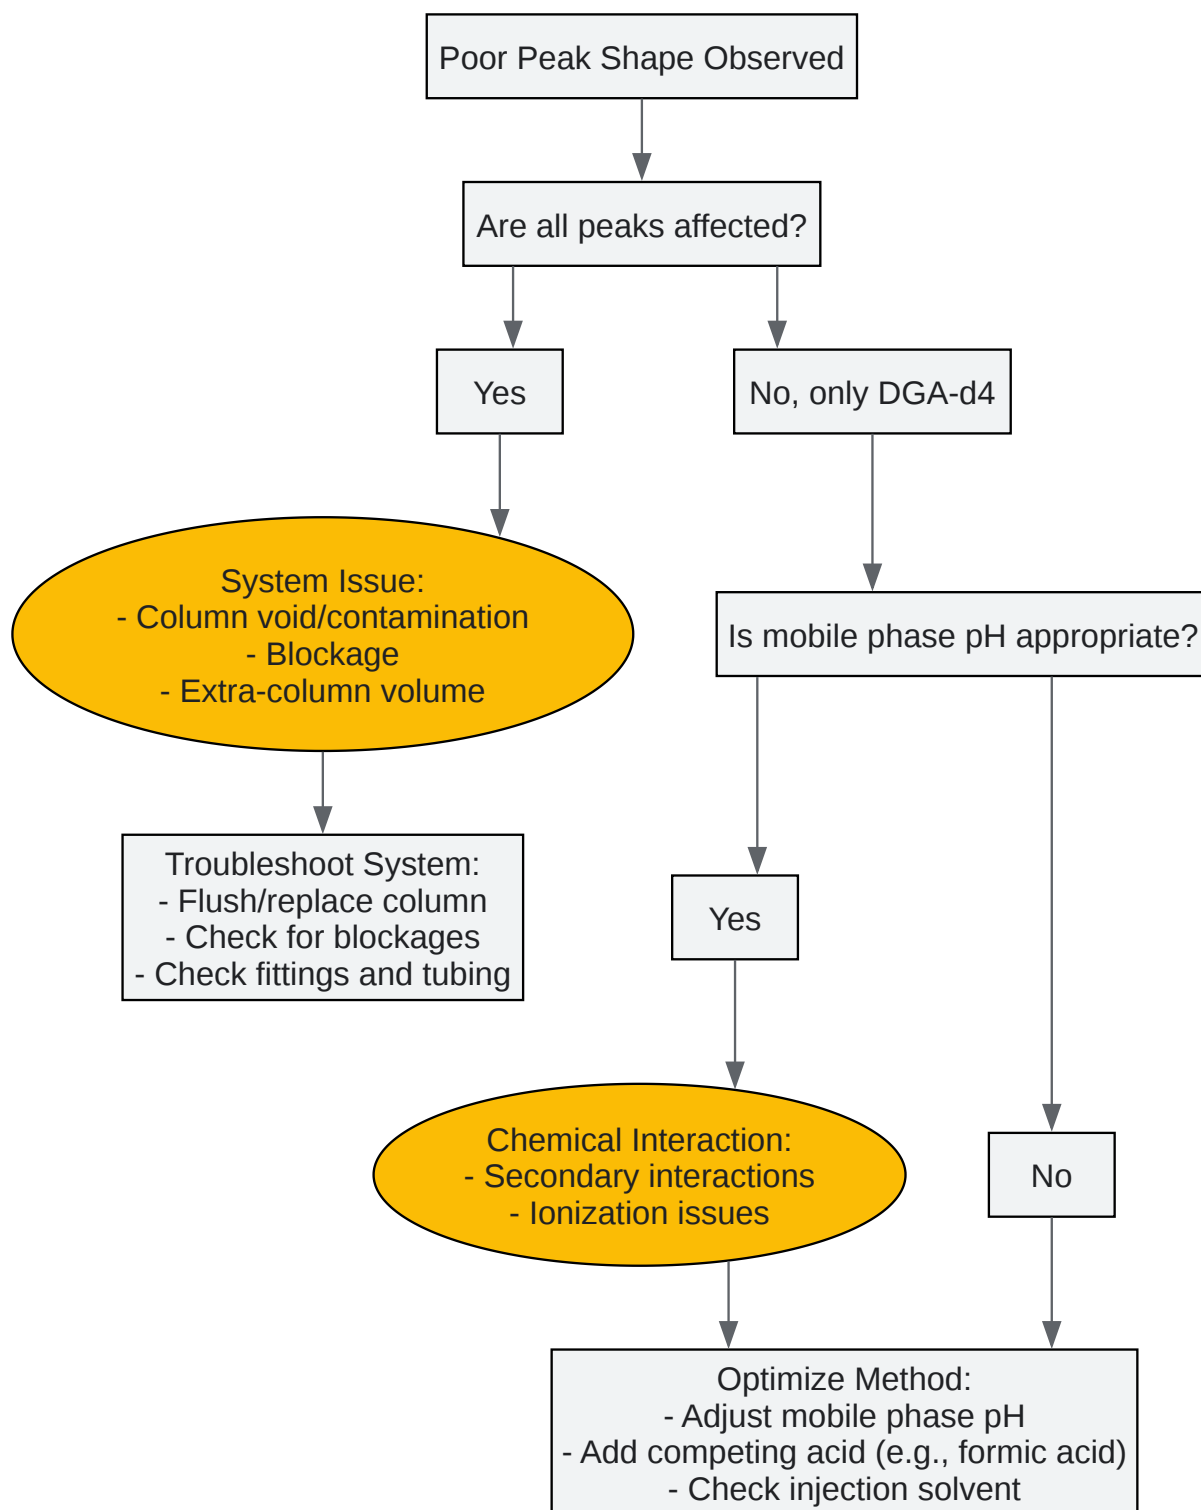 Poor Peak Shape Observed
Are all peaks affected?
Yes
No, only DGA-d4
System Issue:
- Column void/contamination
- Blockage
- Extra-column volume
Is mobile phase pH appropriate?
Troubleshoot System:
- Flush/replace column
- Check for blockages
- Check fittings and tubing
Yes
Chemical Interaction:
- Secondary interactions
- Ionization issues
No
Optimize Method:
- Adjust mobile phase pH
- Add competing acid (e.g., formic acid)
- Check injection solvent